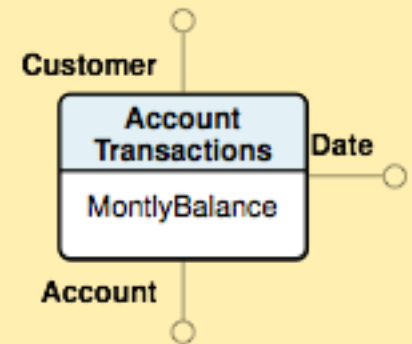 Customer
Account
Transactions
Date
MontlyBalance
Account